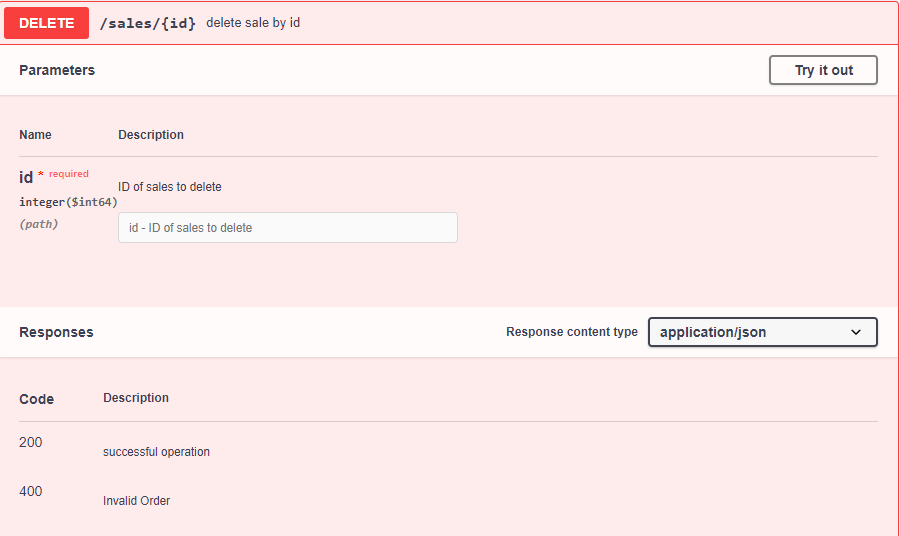 DELETE /sales/{id} delete sale by id
Parameters Try it out
Name Description
id * required
ID of sales to delete
integer($int64)
(path)
id - ID of sales to delete
Responses Response content type application/json
Code Description
200
successful operation
400
Invalid Order